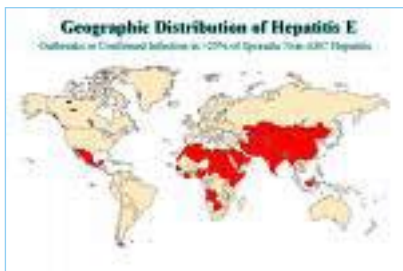 Geographic Distribution of Hepatitis E
Outbreaks or Confirmed Infection in >25% of Sporadic Non-ABC Hepatitis